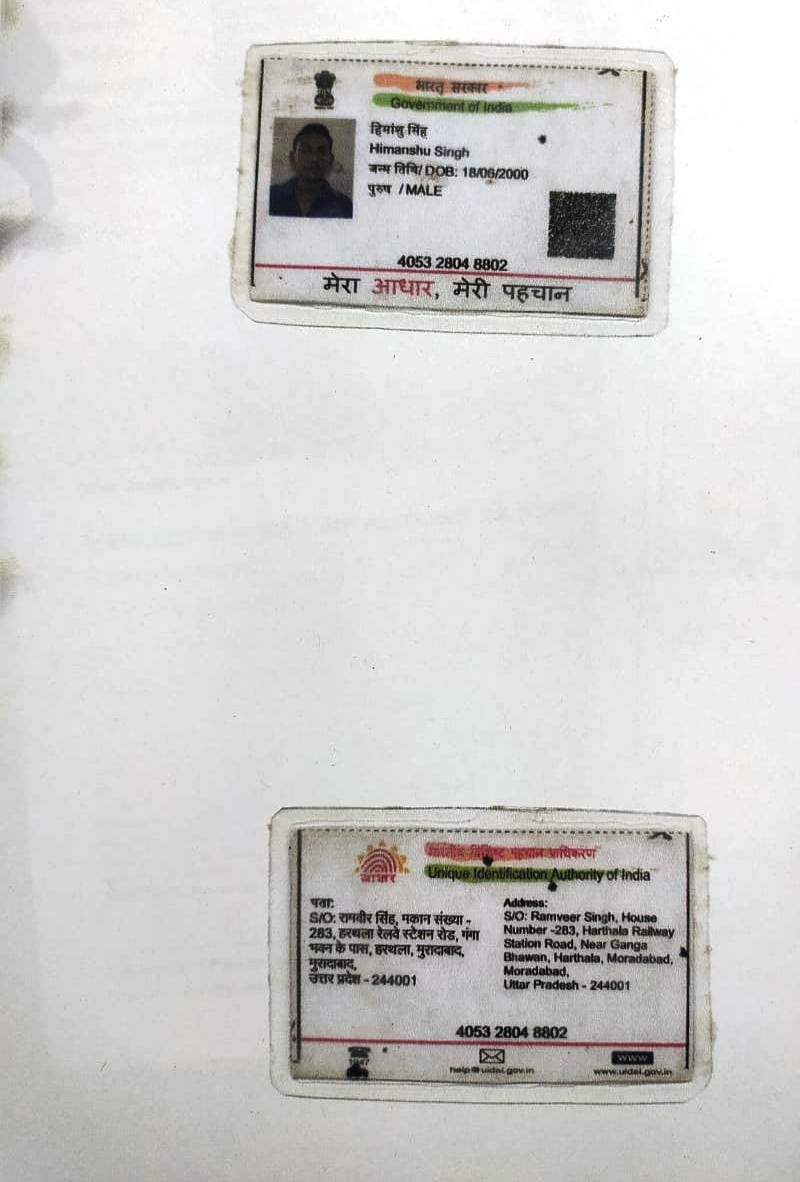 भारत सरकार
Government of India
हिमांशु सिंह
Himanshu Singh
जन्म तिथि/ DOB: 18/06/2000
पुरुष / MALE
4053 2804 8802
मेरा आधार, मेरी पहचान
भारतीय विशिष्ट पहचान प्राधिकरण
Unique Identification Authority of India
आधार
पता:
S/O: रामवीर सिंह, मकान संख्या -
283, हरथला रेलवे स्टेशन रोड, गंगा
भवन के पास, हरथला, मुरादाबाद,
मुरादाबाद,
उत्तर प्रदेश - 244001
Address:
S/O: Ramveer Singh, House
Number -283, Harthala Railway
Station Road, Near Ganga
Bhawan, Harthala, Moradabad,
Moradabad,
Uttar Pradesh - 244001
4053 2804 8802
1947
help@uidai.gov.in
www
www.uidai.gov.in